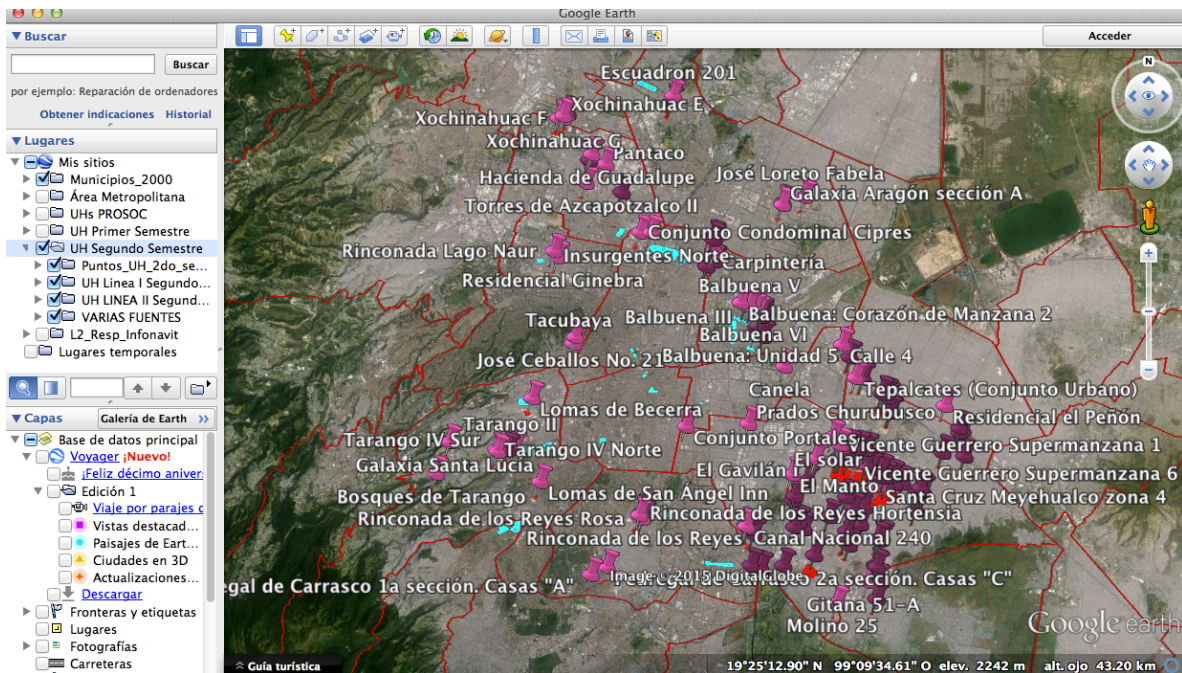 Google Earth
Buscar
Buscar
por ejemplo: Reparación de ordenadores
Obtener indicaciones Historial
Lugares
Mis sitios
Municipios_2000
Área Metropolitana
UHs PROSOC
UH Primer Semestre
UH Segundo Semestre
Puntos_UH_2do_se...
UH Linea I Segundo...
UH LINEA II Segund...
VARIAS FUENTES
L2_Resp_Infonavit
Lugares temporales
Capas
Galería de Earth >>
Base de datos principal
Voyager ¡Nuevo!
¡Feliz décimo aniver
Edición 1
Viaje por parajes
Vistas destacad...
Paisajes de Eart...
Ciudades en 3D
Actualizaciones...
Descargar
Fronteras y etiquetas
Lugares
Fotografías
Carreteras
Acceder
N
Escuadron 201
Xochinahuac E
Xochinahuac F
Xochinahuac G
Pantaco
Hacienda de Guadalupe
José Loreto Fabela
Galaxia Aragón sección A
Torres de Azcapotzalco II
Conjunto Condominal Cipres
Rinconada Lago Naur
Insurgentes Norte
Carpintería
Residencial Ginebra
Balbuena V
Tacubaya
Balbuena III
Balbuena: Corazón de Manzana 2
Balbuena VI
José Ceballos No. 21
Balbuena: Unidad 5, Calle 4
Canela
Tepalcates (Conjunto Urbano)
Lomas de Becerra
Prados Churubusco
Residencial el Peñón
Tarango II
Tarango IV Sur
Tarango IV Norte
Conjunto Portales
Vicente Guerrero Supermanzana 1
Galaxia Santa Lucía
El solar
El Gavilán I
Vicente Guerrero Supermanzana 6
El Manto
Bosques de Tarango
Lomas de San Ángel Inn
Santa Cruz Meyehualco zona 4
Rinconada de los Reyes Rosa
Rinconada de los Reyes Hortensia
Rinconada de los Reyes
Canal Nacional 240
egal de Carrasco 1a sección. Casas "A"
Image © 2015 DigitalGlobe
2a sección. Casas "C"
Gitana 51-A
Molino 25
Google earth
Guía turística
19°25'12.90" N 99°09'34.61" O elev. 2242 m alt. ojo 43.20 km